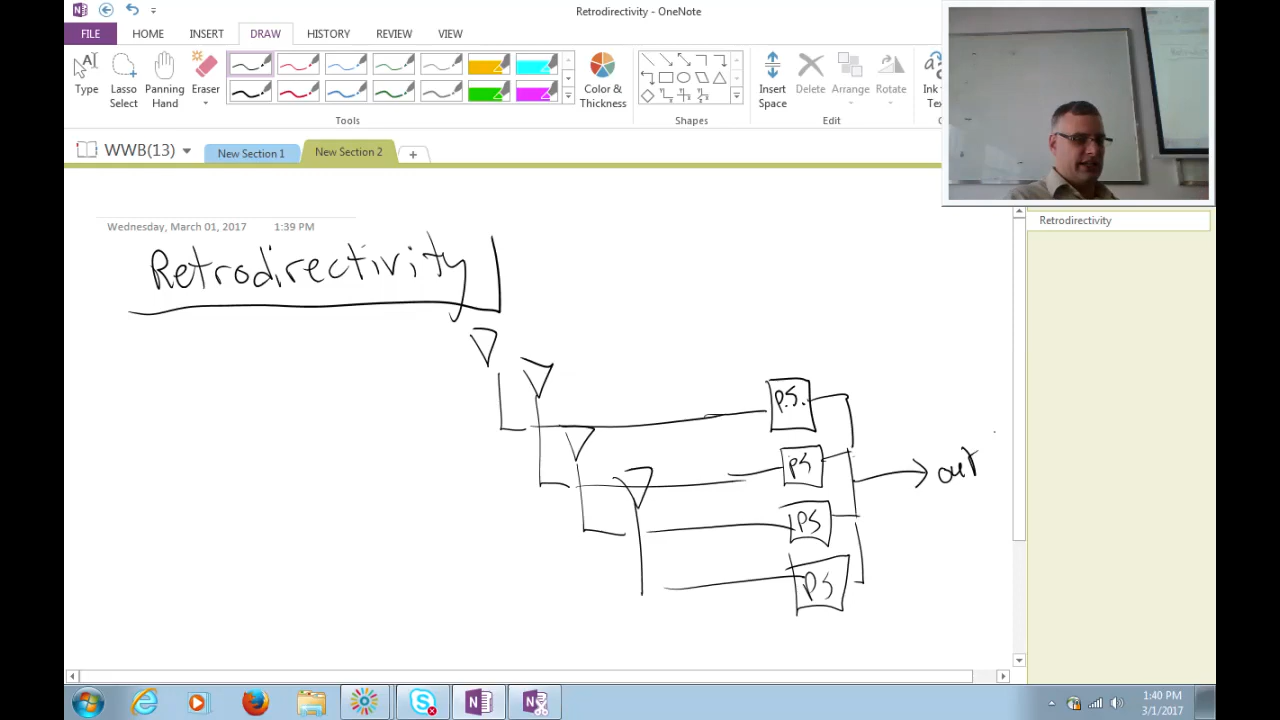 Retrodirectivity - OneNote
FILE HOME INSERT DRAW HISTORY REVIEW VIEW
Type
Lasso Select
Panning Hand
Eraser
Color & Thickness
Insert Space
Delete
Arrange
Rotate
Tools
Shapes
Edit
WWB(13)
New Section 1
New Section 2
Retrodirectivity
Wednesday, March 01, 2017 1:39 PM
Retrodirectivity
P.S.
PS
out
PS
PS
1:40 PM
3/1/2017